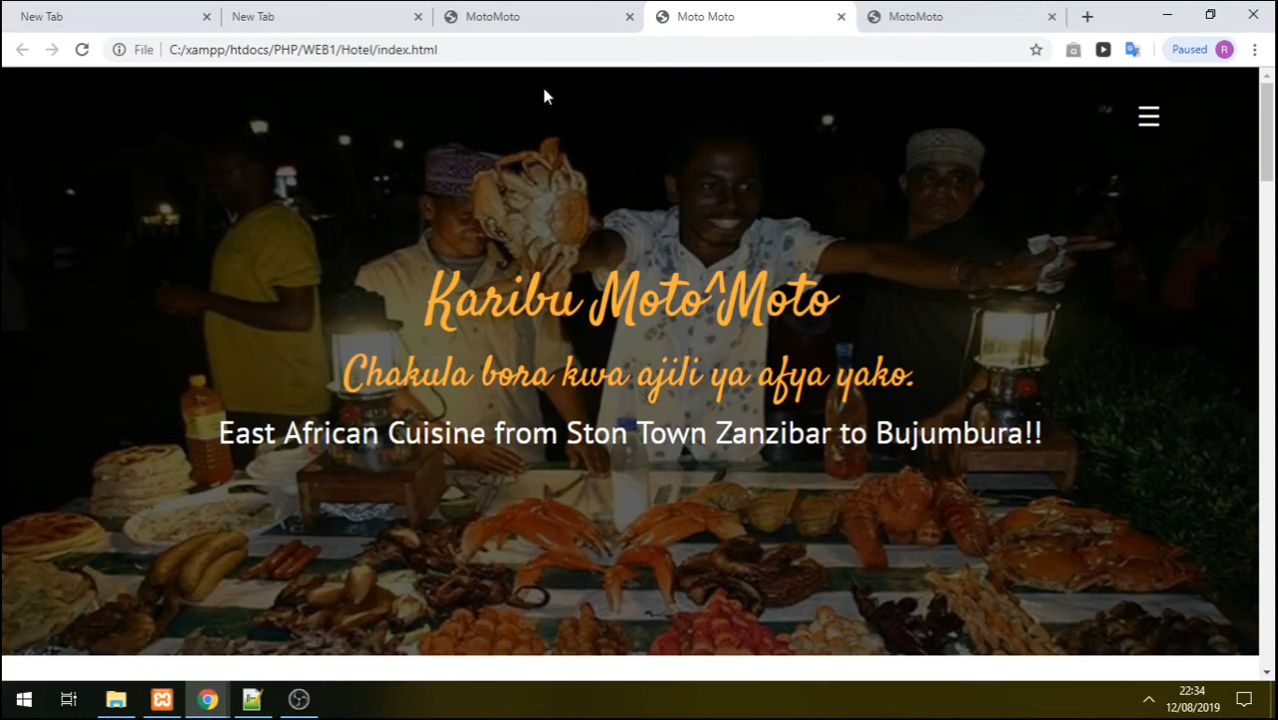 New Tab
New Tab
MotoMoto
Moto Moto
MotoMoto
File
C:/xampp/htdocs/PHP/WEB1/Hotel/index.html
Paused
R
Karibu Moto^Moto
Chakula bora kwa ajili ya afya yako.
East African Cuisine from Ston Town Zanzibar to Bujumbura!!
22:34
12/08/2019